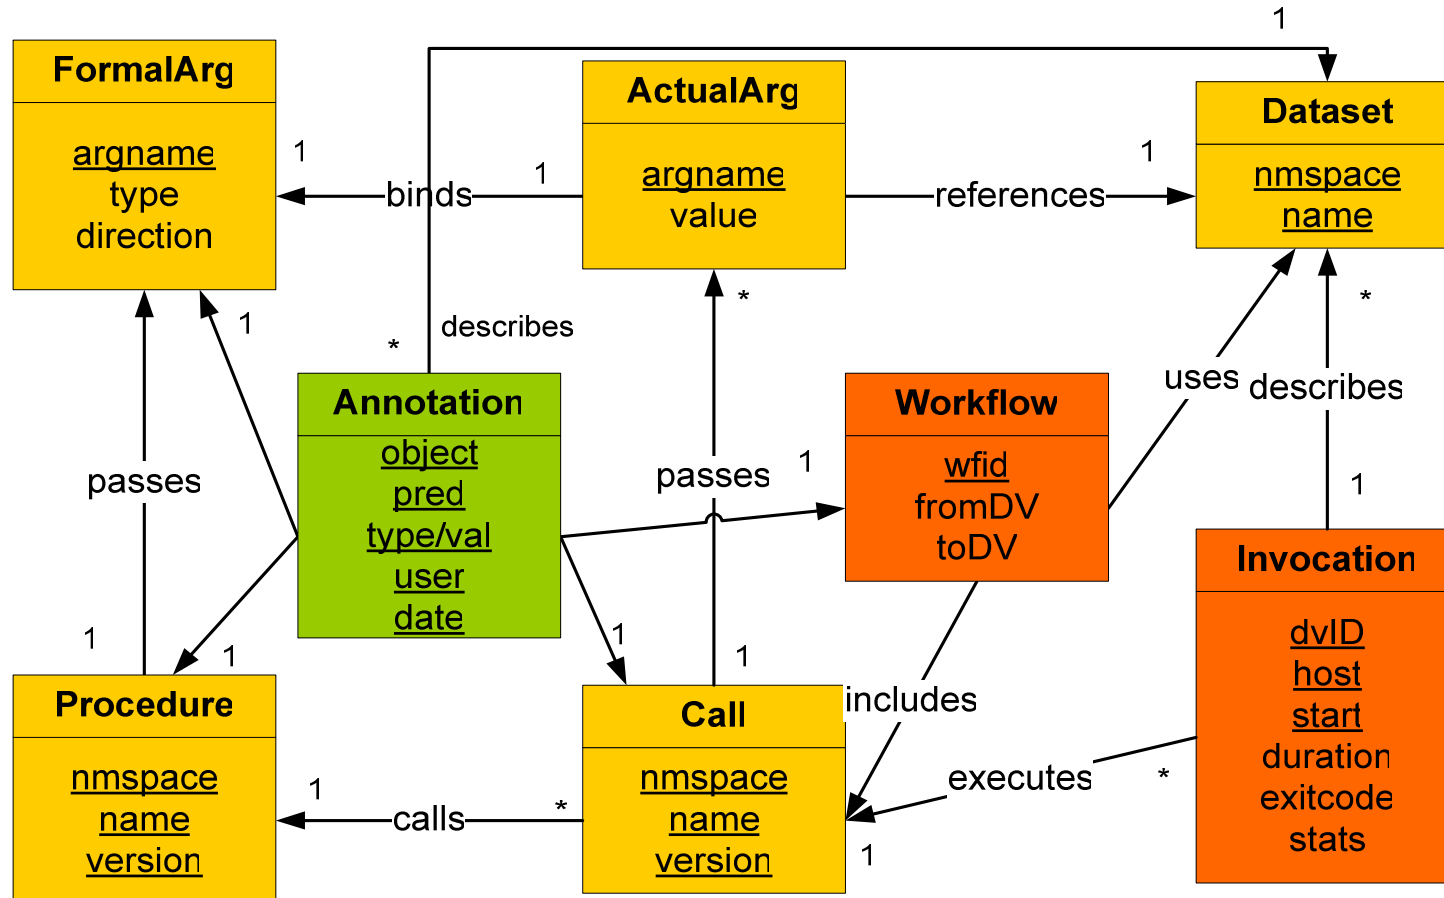 1
FormalArg
argname
type
direction
1
binds
1
ActualArg
argname
value
1
references
Dataset
nmspace
name
1
describes
*
*
*
passes
Annotation
object
pred
type/val
user
date
passes
1
Workflow
wfid
fromDV
toDV
uses
describes
1
Invocation
dvID
host
start
duration
exitcode
stats
1
1
1
1
Procedure
nmspace
name
version
1
calls
*
Call
nmspace
name
version
includes
executes
*
1